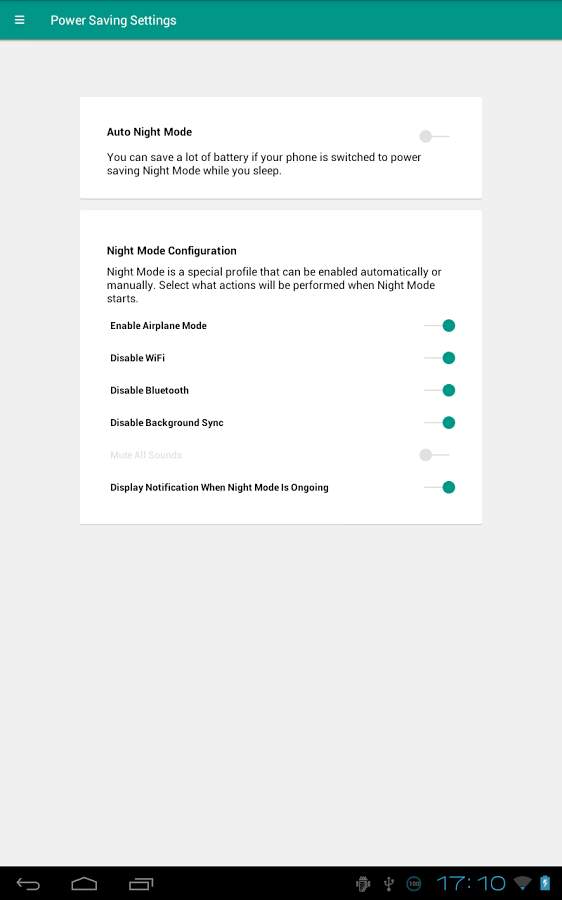 Power Saving Settings
Auto Night Mode
You can save a lot of battery if your phone is switched to power
saving Night Mode while you sleep.
Night Mode Configuration
Night Mode is a special profile that can be enabled automatically or
manually. Select what actions will be performed when Night Mode
starts.
Enable Airplane Mode
Disable WiFi
Disable Bluetooth
Disable Background Sync
Mute All Sounds
Display Notification When Night Mode Is Ongoing
100 17:10